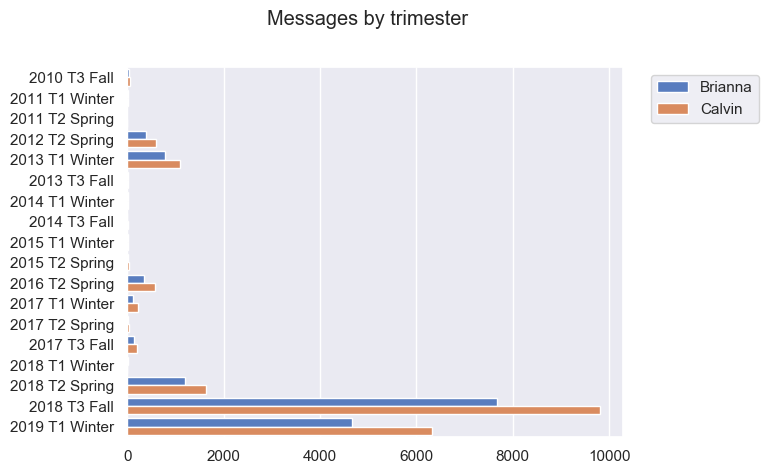 Messages by trimester
Brianna
Calvin
2010 T3 Fall
2011 T1 Winter
2011 T2 Spring
2012 T2 Spring
2013 T1 Winter
2013 T3 Fall
2014 T1 Winter
2014 T3 Fall
2015 T1 Winter
2015 T2 Spring
2016 T2 Spring
2017 T1 Winter
2017 T2 Spring
2017 T3 Fall
2018 T1 Winter
2018 T2 Spring
2018 T3 Fall
2019 T1 Winter
0 2000 4000 6000 8000 10000